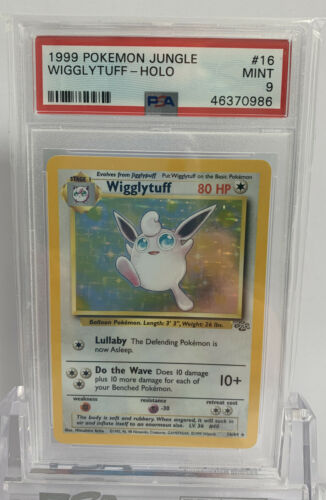 1999 POKEMON JUNGLE #16
WIGGLYTUFF - HOLO MINT
9
PSA 46370986
STAGE 1
Evolves from Jigglypuff Put Wigglytuff on the Basic Pokémon
Wigglytuff 80 HP
Balloon Pokémon. Length: 3' 3", Weight: 26 lbs.
Lullaby The Defending Pokémon is
now Asleep.
Do the Wave Does 10 damage
plus 10 more damage for each of
your Benched Pokémon.
10+
weakness resistance retreat cost
-30
The body is soft and rubbery. When angered, it will suck in
air and inflate itself to an enormous size. LV. 36 #40